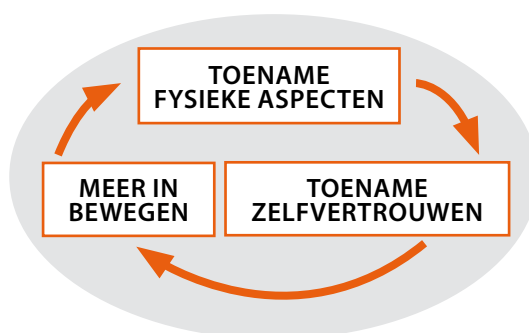 TOENAME
FYSIEKE ASPECTEN
MEER IN
BEWEGEN
TOENAME
ZELFVERTROUWEN